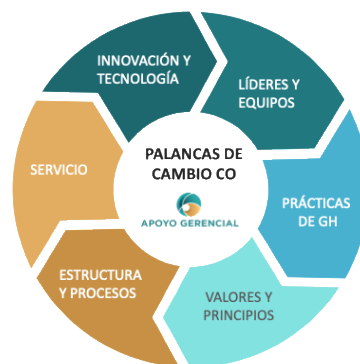 INNOVACIÓN Y
TECNOLOGÍA
LÍDERES Y
EQUIPOS
PALANCAS DE
CAMBIO CO
APOYO GERENCIAL
SERVICIO
PRÁCTICAS
DE GH
ESTRUCTURA
Y PROCESOS
VALORES Y
PRINCIPIOS